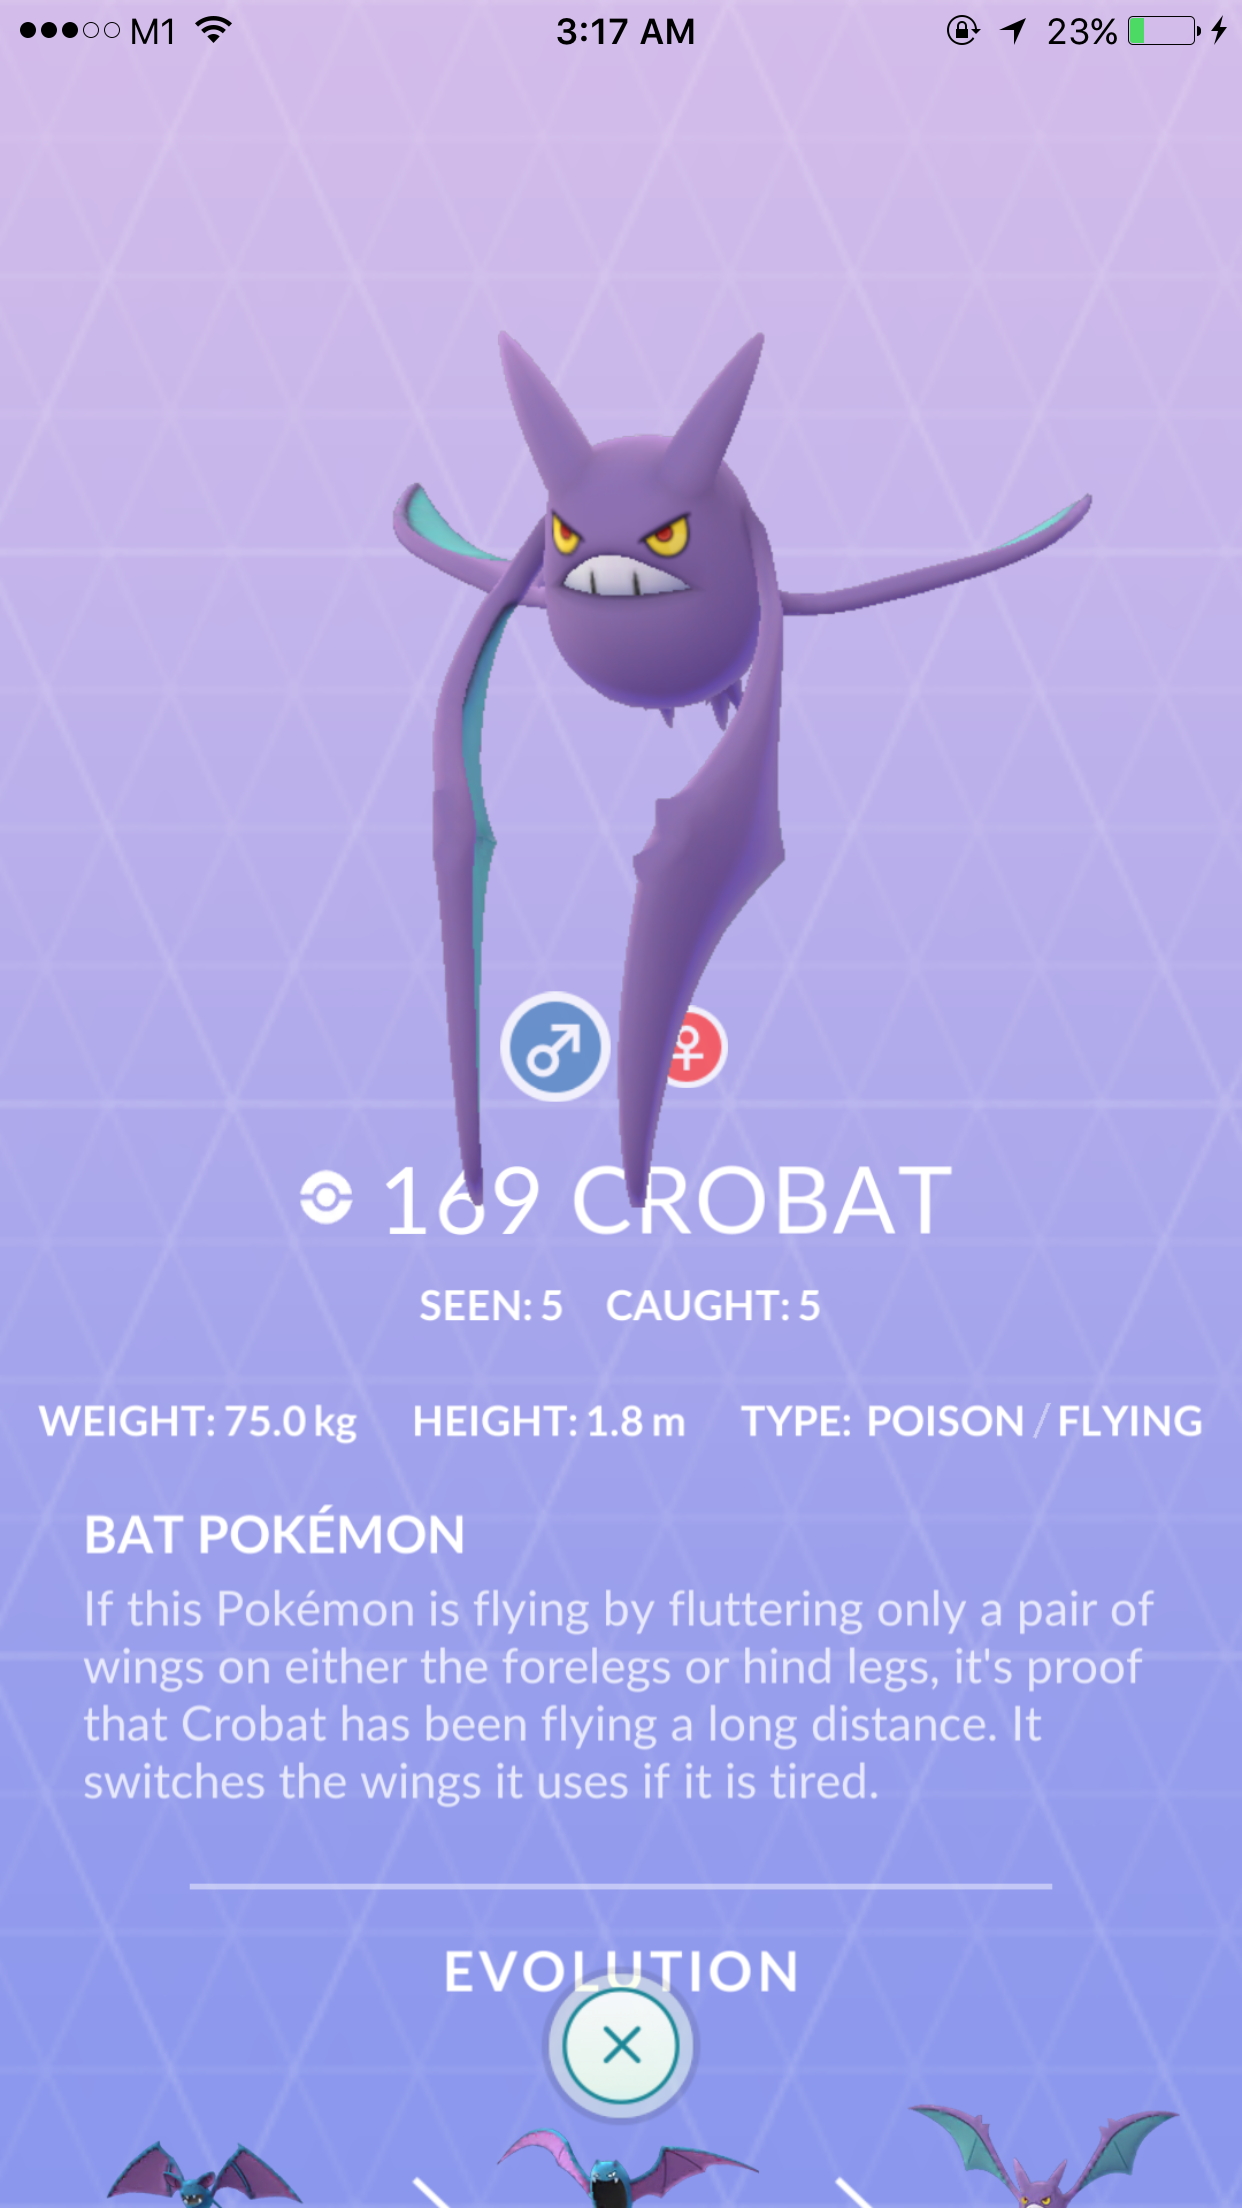 M1 3:17 AM 23%
169 CROBAT
SEEN: 5 CAUGHT: 5
WEIGHT: 75.0 kg HEIGHT: 1.8 m TYPE: POISON / FLYING
BAT POKÉMON
If this Pokémon is flying by fluttering only a pair of
wings on either the forelegs or hind legs, it's proof
that Crobat has been flying a long distance. It
switches the wings it uses if it is tired.
EVOLUTION